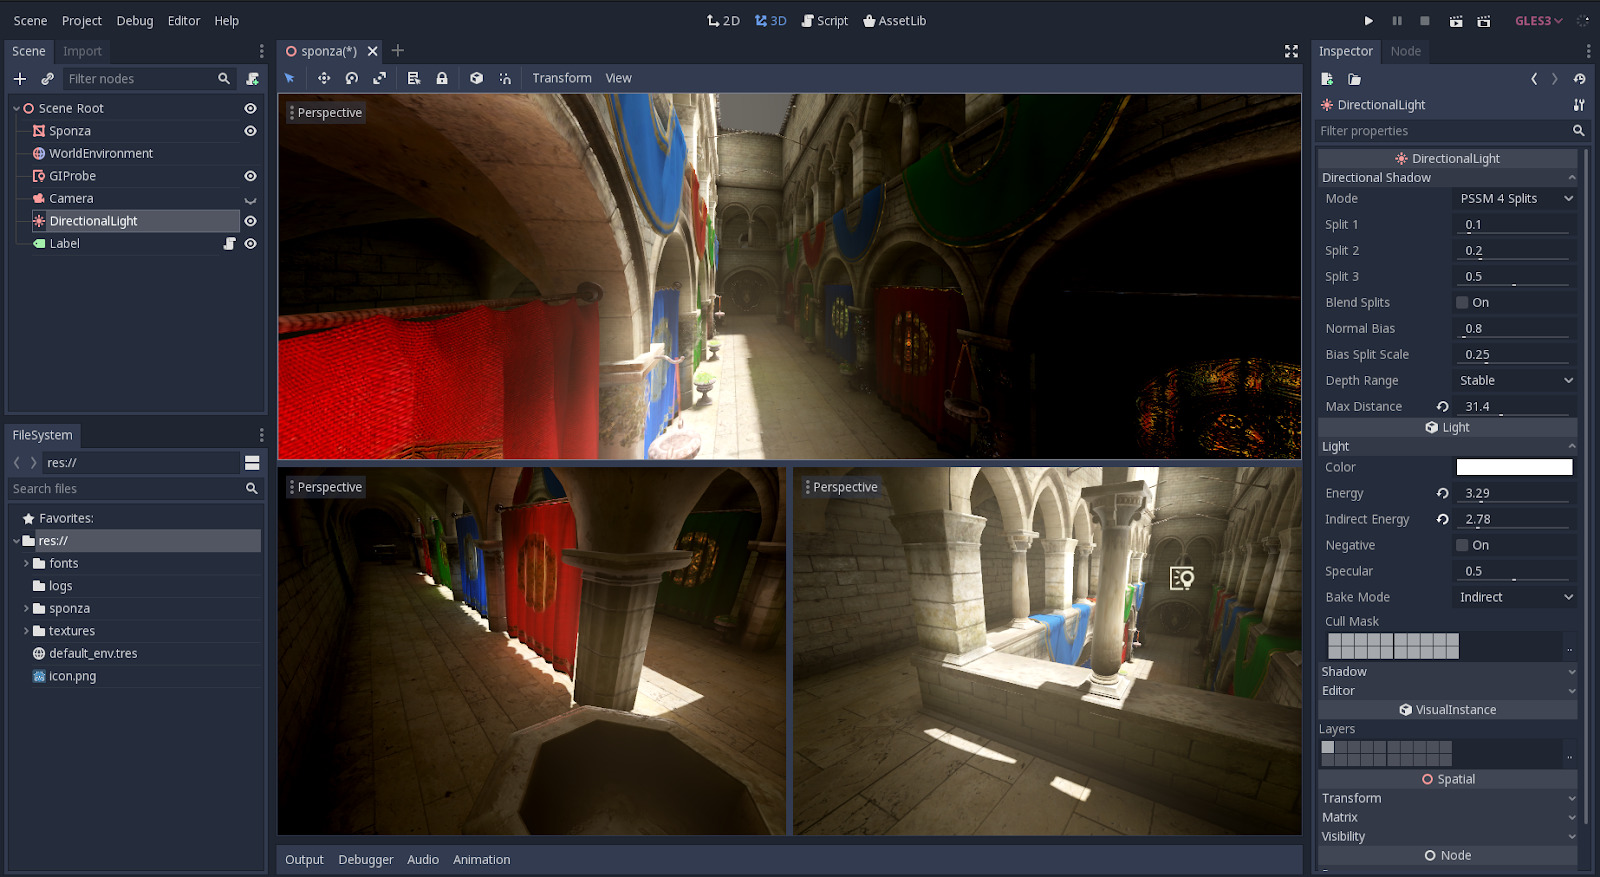 Scene Project Debug Editor Help
2D 3D Script AssetLib
GLES3
Scene Import
Filter nodes
Scene Root
Sponza
WorldEnvironment
GIProbe
Camera
DirectionalLight
Label
FileSystem
res://
Search files
Favorites:
res://
fonts
logs
sponza
textures
default_env.tres
icon.png
sponza(*)
Transform View
Perspective
Perspective
Perspective
Output Debugger Audio Animation
Inspector Node
DirectionalLight
Filter properties
DirectionalLight
Directional Shadow
Mode PSSM 4 Splits
Split 1 0.1
Split 2 0.2
Split 3 0.5
Blend Splits On
Normal Bias 0.8
Bias Split Scale 0.25
Depth Range Stable
Max Distance 31.4
Light
Light
Color
Energy 3.29
Indirect Energy 2.78
Negative On
Specular 0.5
Bake Mode Indirect
Cull Mask
..
Shadow
Editor
VisualInstance
Layers
..
Spatial
Transform
Matrix
Visibility
Node